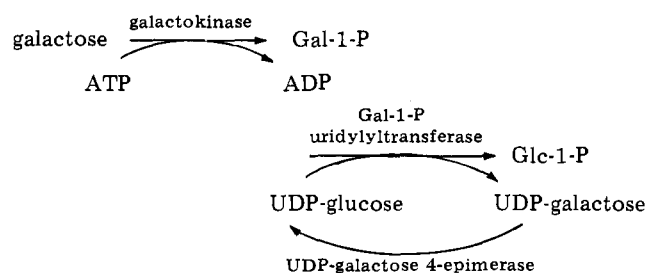 galactokinase
galactose
Gal-1-P
ATP
ADP
Gal-1-P
uridylyltransferase
Glc-1-P
UDP-glucose
UDP-galactose
UDP-galactose 4-epimerase